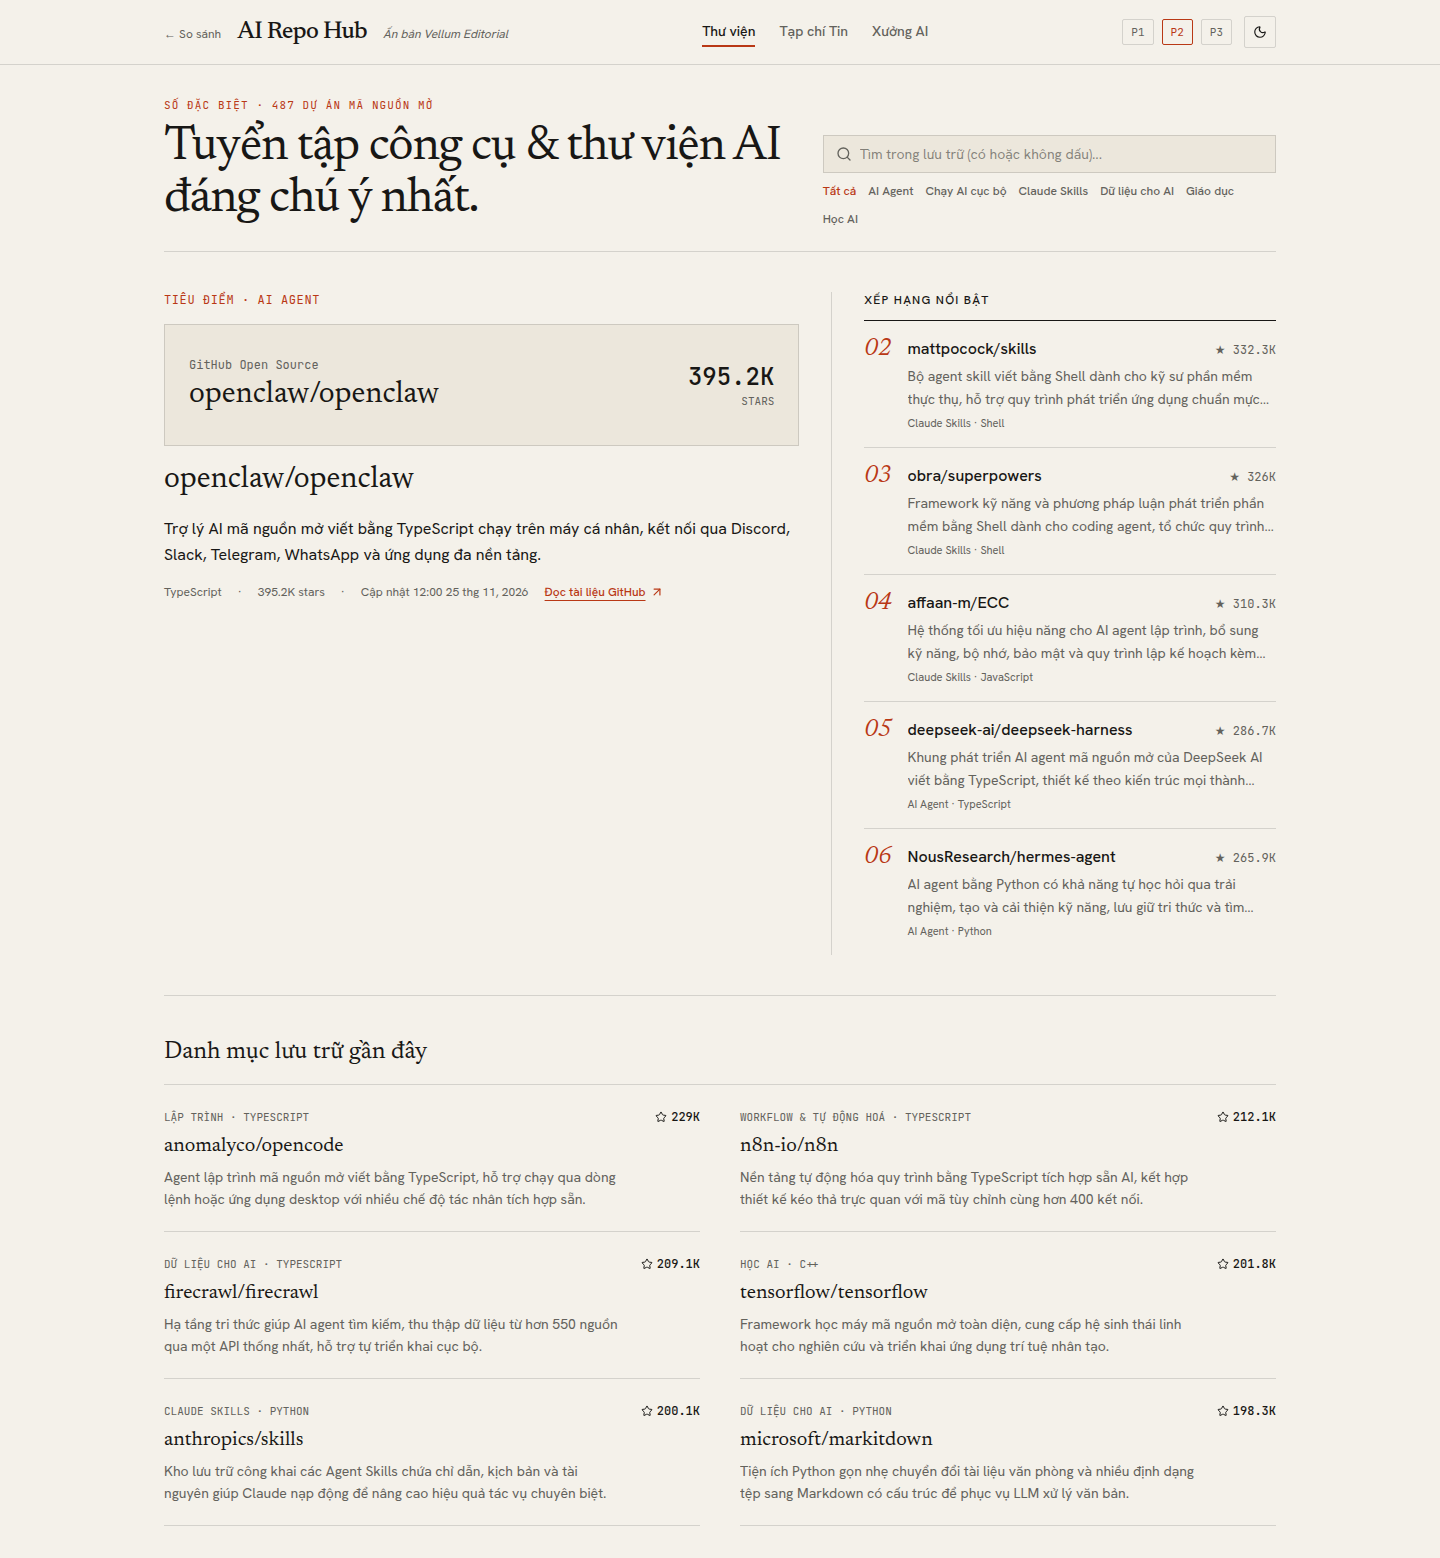 ← So sánh
AI Repo Hub
Ấn bản Vellum Editorial
Thư viện
Tạp chí Tin
Xưởng AI
P1
P2
P3
SỐ ĐẶC BIỆT · 487 DỰ ÁN MÃ NGUỒN MỞ
Tuyển tập công cụ & thư viện AI
đáng chú ý nhất.
Tìm trong lưu trữ (có hoặc không dấu)...
Tất cả AI Agent Chạy AI cục bộ Claude Skills Dữ liệu cho AI Giáo dục
Học AI
TIÊU ĐIỂM · AI AGENT
GitHub Open Source
openclaw/openclaw
395.2K
STARS
openclaw/openclaw
Trợ lý AI mã nguồn mở viết bằng TypeScript chạy trên máy cá nhân, kết nối qua Discord,
Slack, Telegram, WhatsApp và ứng dụng đa nền tảng.
TypeScript · 395.2K stars · Cập nhật 12:00 25 thg 11, 2026 Đọc tài liệu GitHub ↗
XẾP HẠNG NỔI BẬT
02 mattpocock/skills ★ 332.3K
Bộ agent skill viết bằng Shell dành cho kỹ sư phần mềm
thực thụ, hỗ trợ quy trình phát triển ứng dụng chuẩn mực...
Claude Skills · Shell
03 obra/superpowers ★ 326K
Framework kỹ năng và phương pháp luận phát triển phần
mềm bằng Shell dành cho coding agent, tổ chức quy trình...
Claude Skills · Shell
04 affaan-m/ECC ★ 310.3K
Hệ thống tối ưu hiệu năng cho AI agent lập trình, bổ sung
kỹ năng, bộ nhớ, bảo mật và quy trình lập kế hoạch kèm...
Claude Skills · JavaScript
05 deepseek-ai/deepseek-harness ★ 286.7K
Khung phát triển AI agent mã nguồn mở của DeepSeek AI
viết bằng TypeScript, thiết kế theo kiến trúc mọi thành...
AI Agent · TypeScript
06 NousResearch/hermes-agent ★ 265.9K
AI agent bằng Python có khả năng tự học hỏi qua trải
nghiệm, tạo và cải thiện kỹ năng, lưu giữ tri thức và tìm...
AI Agent · Python
Danh mục lưu trữ gần đây
LẬP TRÌNH · TYPESCRIPT ☆ 229K
anomalyco/opencode
Agent lập trình mã nguồn mở viết bằng TypeScript, hỗ trợ chạy qua dòng
lệnh hoặc ứng dụng desktop với nhiều chế độ tác nhân tích hợp sẵn.
WORKFLOW & TỰ ĐỘNG HOÁ · TYPESCRIPT ☆ 212.1K
n8n-io/n8n
Nền tảng tự động hóa quy trình bằng TypeScript tích hợp sẵn AI, kết hợp
thiết kế kéo thả trực quan với mã tùy chỉnh cùng hơn 400 kết nối.
DỮ LIỆU CHO AI · TYPESCRIPT ☆ 209.1K
firecrawl/firecrawl
Hạ tầng tri thức giúp AI agent tìm kiếm, thu thập dữ liệu từ hơn 550 nguồn
qua một API thống nhất, hỗ trợ tự triển khai cục bộ.
HỌC AI · C++ ☆ 201.8K
tensorflow/tensorflow
Framework học máy mã nguồn mở toàn diện, cung cấp hệ sinh thái linh
hoạt cho nghiên cứu và triển khai ứng dụng trí tuệ nhân tạo.
CLAUDE SKILLS · PYTHON ☆ 200.1K
anthropics/skills
Kho lưu trữ công khai các Agent Skills chứa chỉ dẫn, kịch bản và tài
nguyên giúp Claude nạp động để nâng cao hiệu quả tác vụ chuyên biệt.
DỮ LIỆU CHO AI · PYTHON ☆ 198.3K
microsoft/markitdown
Tiện ích Python gọn nhẹ chuyển đổi tài liệu văn phòng và nhiều định dạng
tệp sang Markdown có cấu trúc để phục vụ LLM xử lý văn bản.